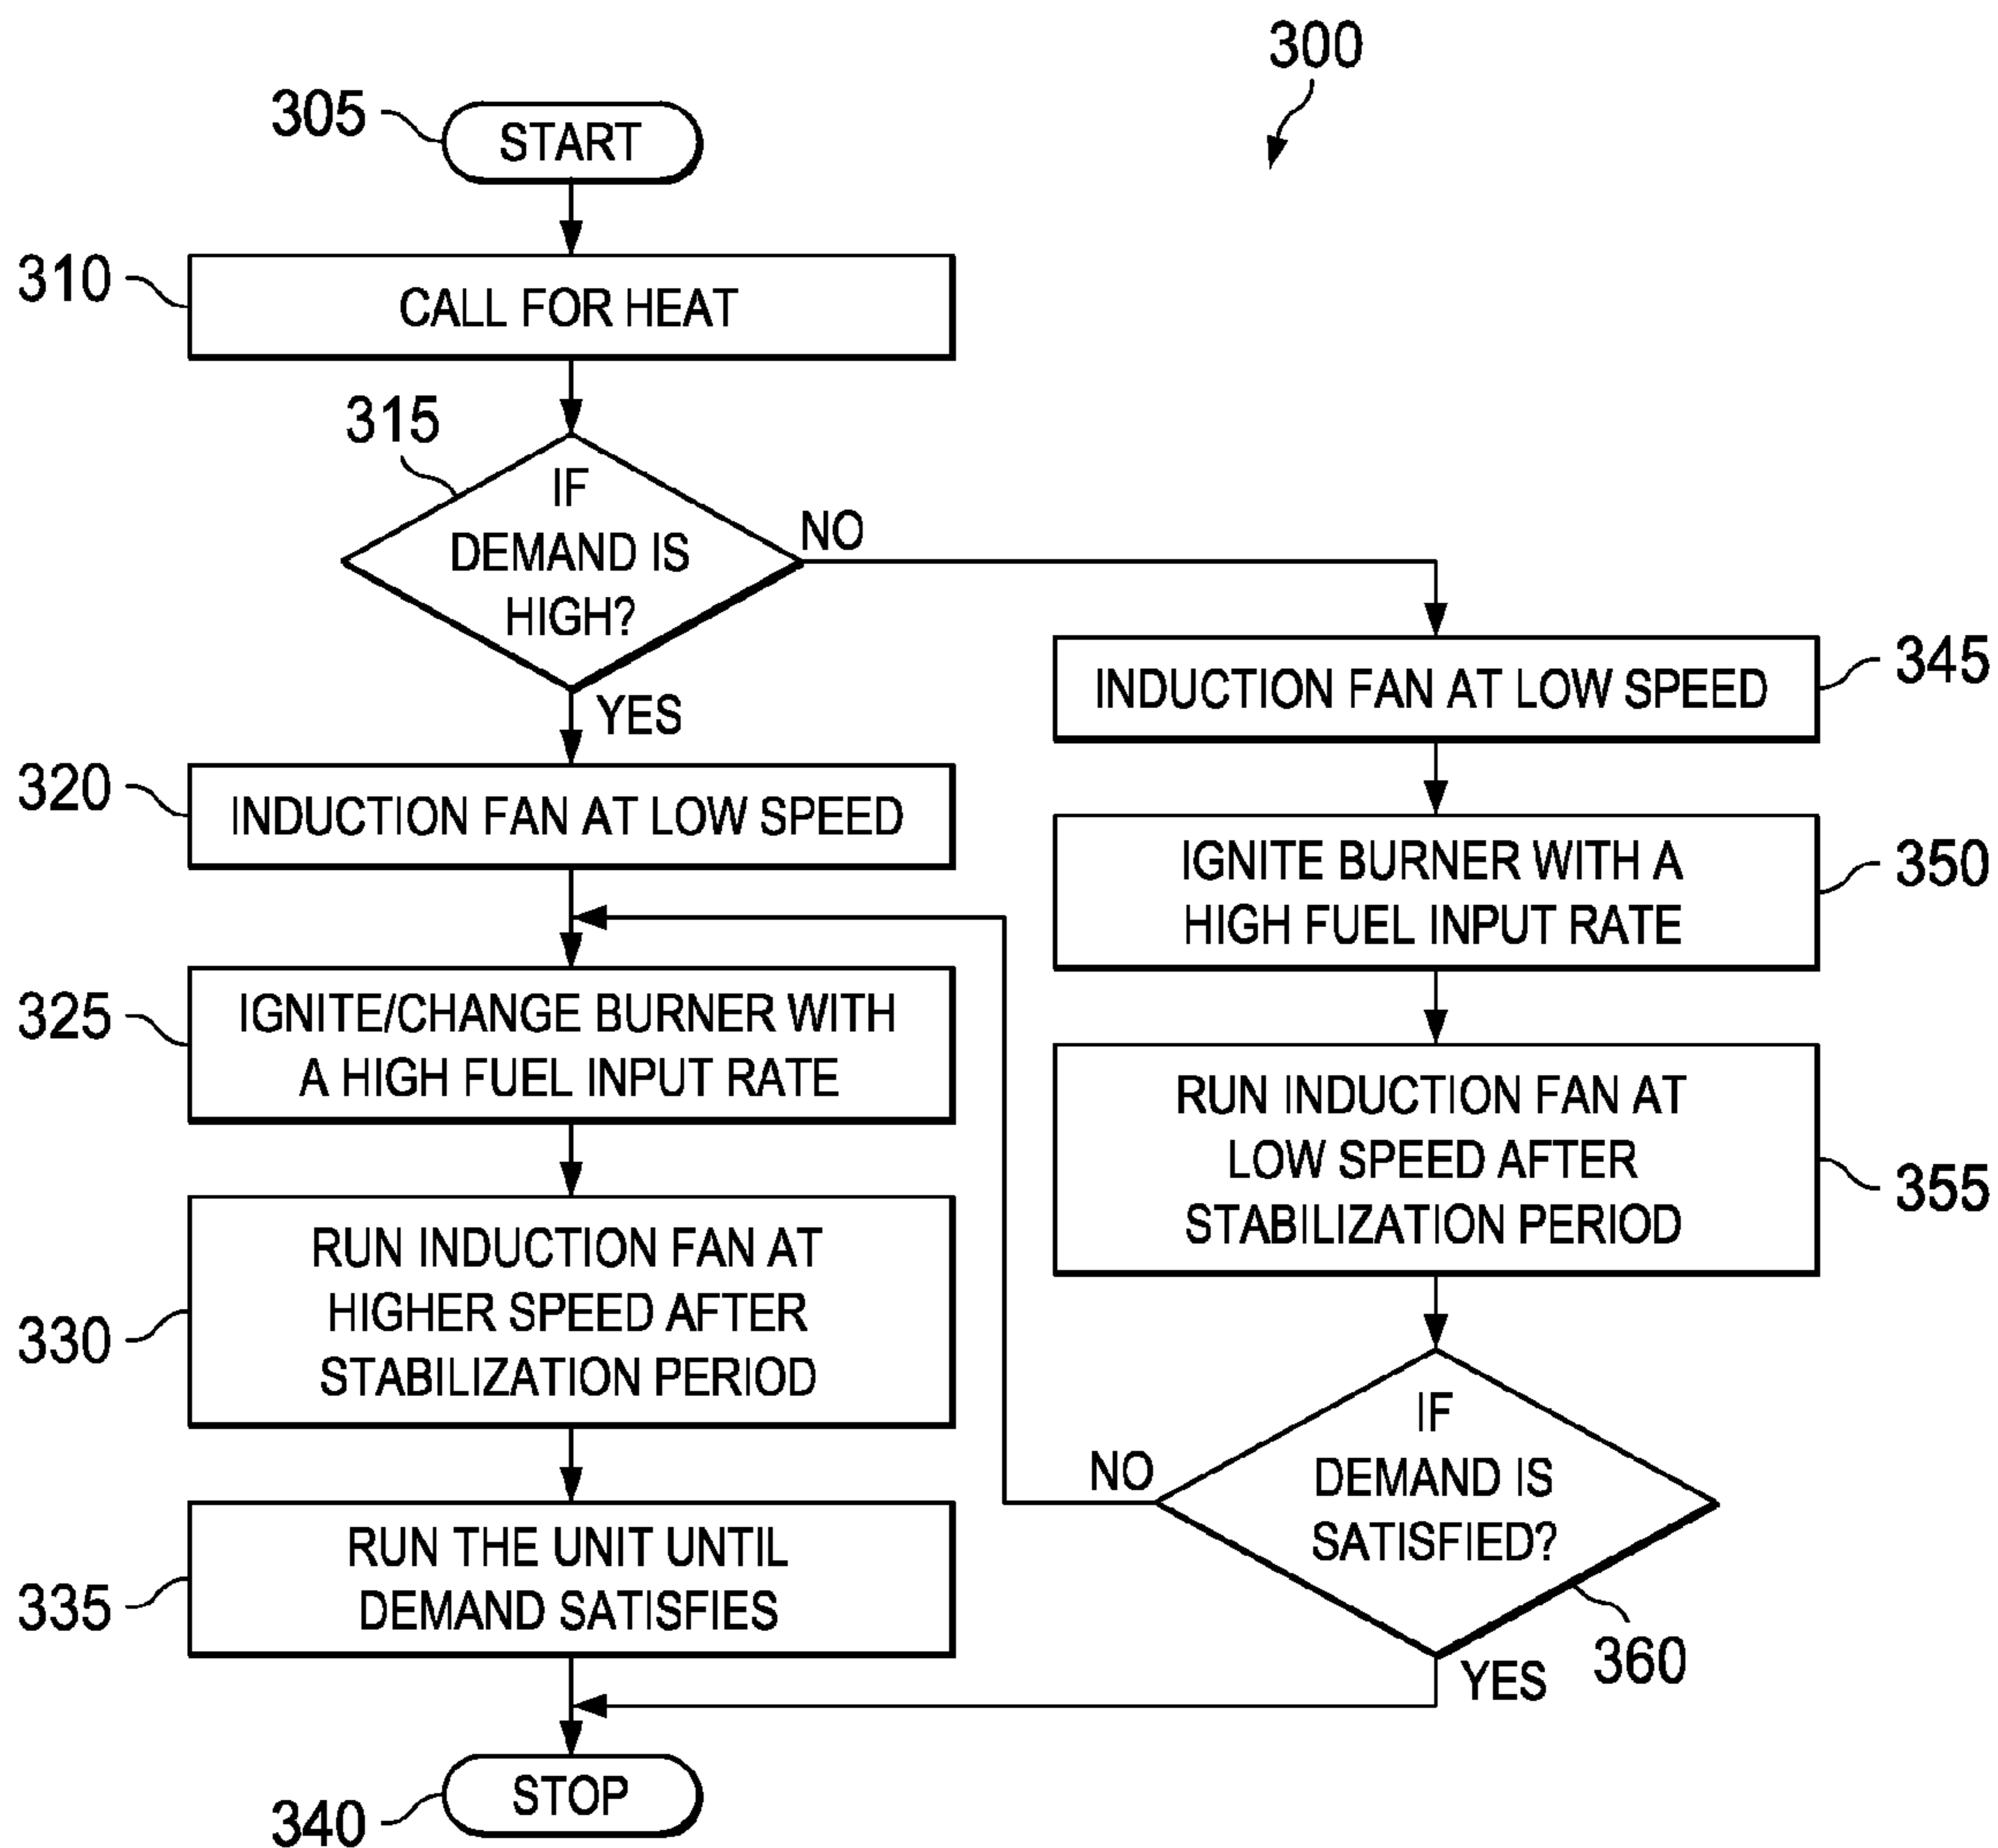 300
305
START
310
CALL FOR HEAT
315
IF
DEMAND IS
HIGH?
NO
YES
320
INDUCTION FAN AT LOW SPEED
325
IGNITE/CHANGE BURNER WITH
A HIGH FUEL INPUT RATE
330
RUN INDUCTION FAN AT
HIGHER SPEED AFTER
STABILIZATION PERIOD
335
RUN THE UNIT UNTIL
DEMAND SATISFIES
340
STOP
INDUCTION FAN AT LOW SPEED
345
IGNITE BURNER WITH A
HIGH FUEL INPUT RATE
350
RUN INDUCTION FAN AT
LOW SPEED AFTER
STABILIZATION PERIOD
355
IF
DEMAND IS
SATISFIED?
NO
YES
360